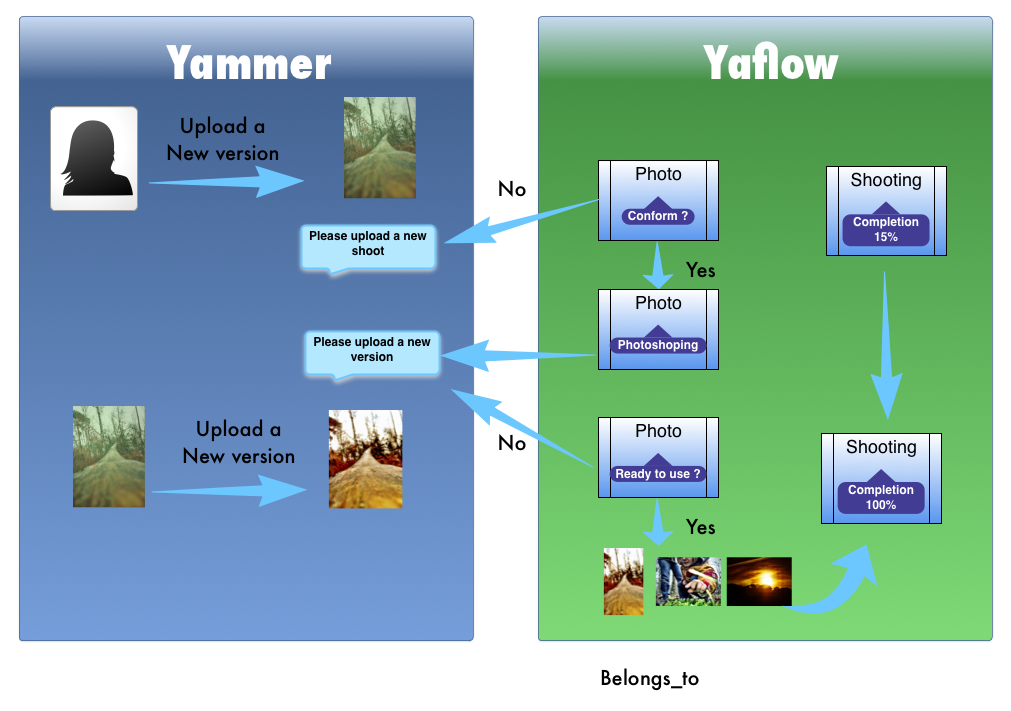 Yammer
Upload a
New version
Please upload a new
shoot
Please upload a new
version
Upload a
New version
No
No
Yaflow
Photo
Conform ?
Yes
Photo
Photoshoping
Photo
Ready to use ?
Yes
Shooting
Completion
15%
Shooting
Completion
100%
Belongs_to